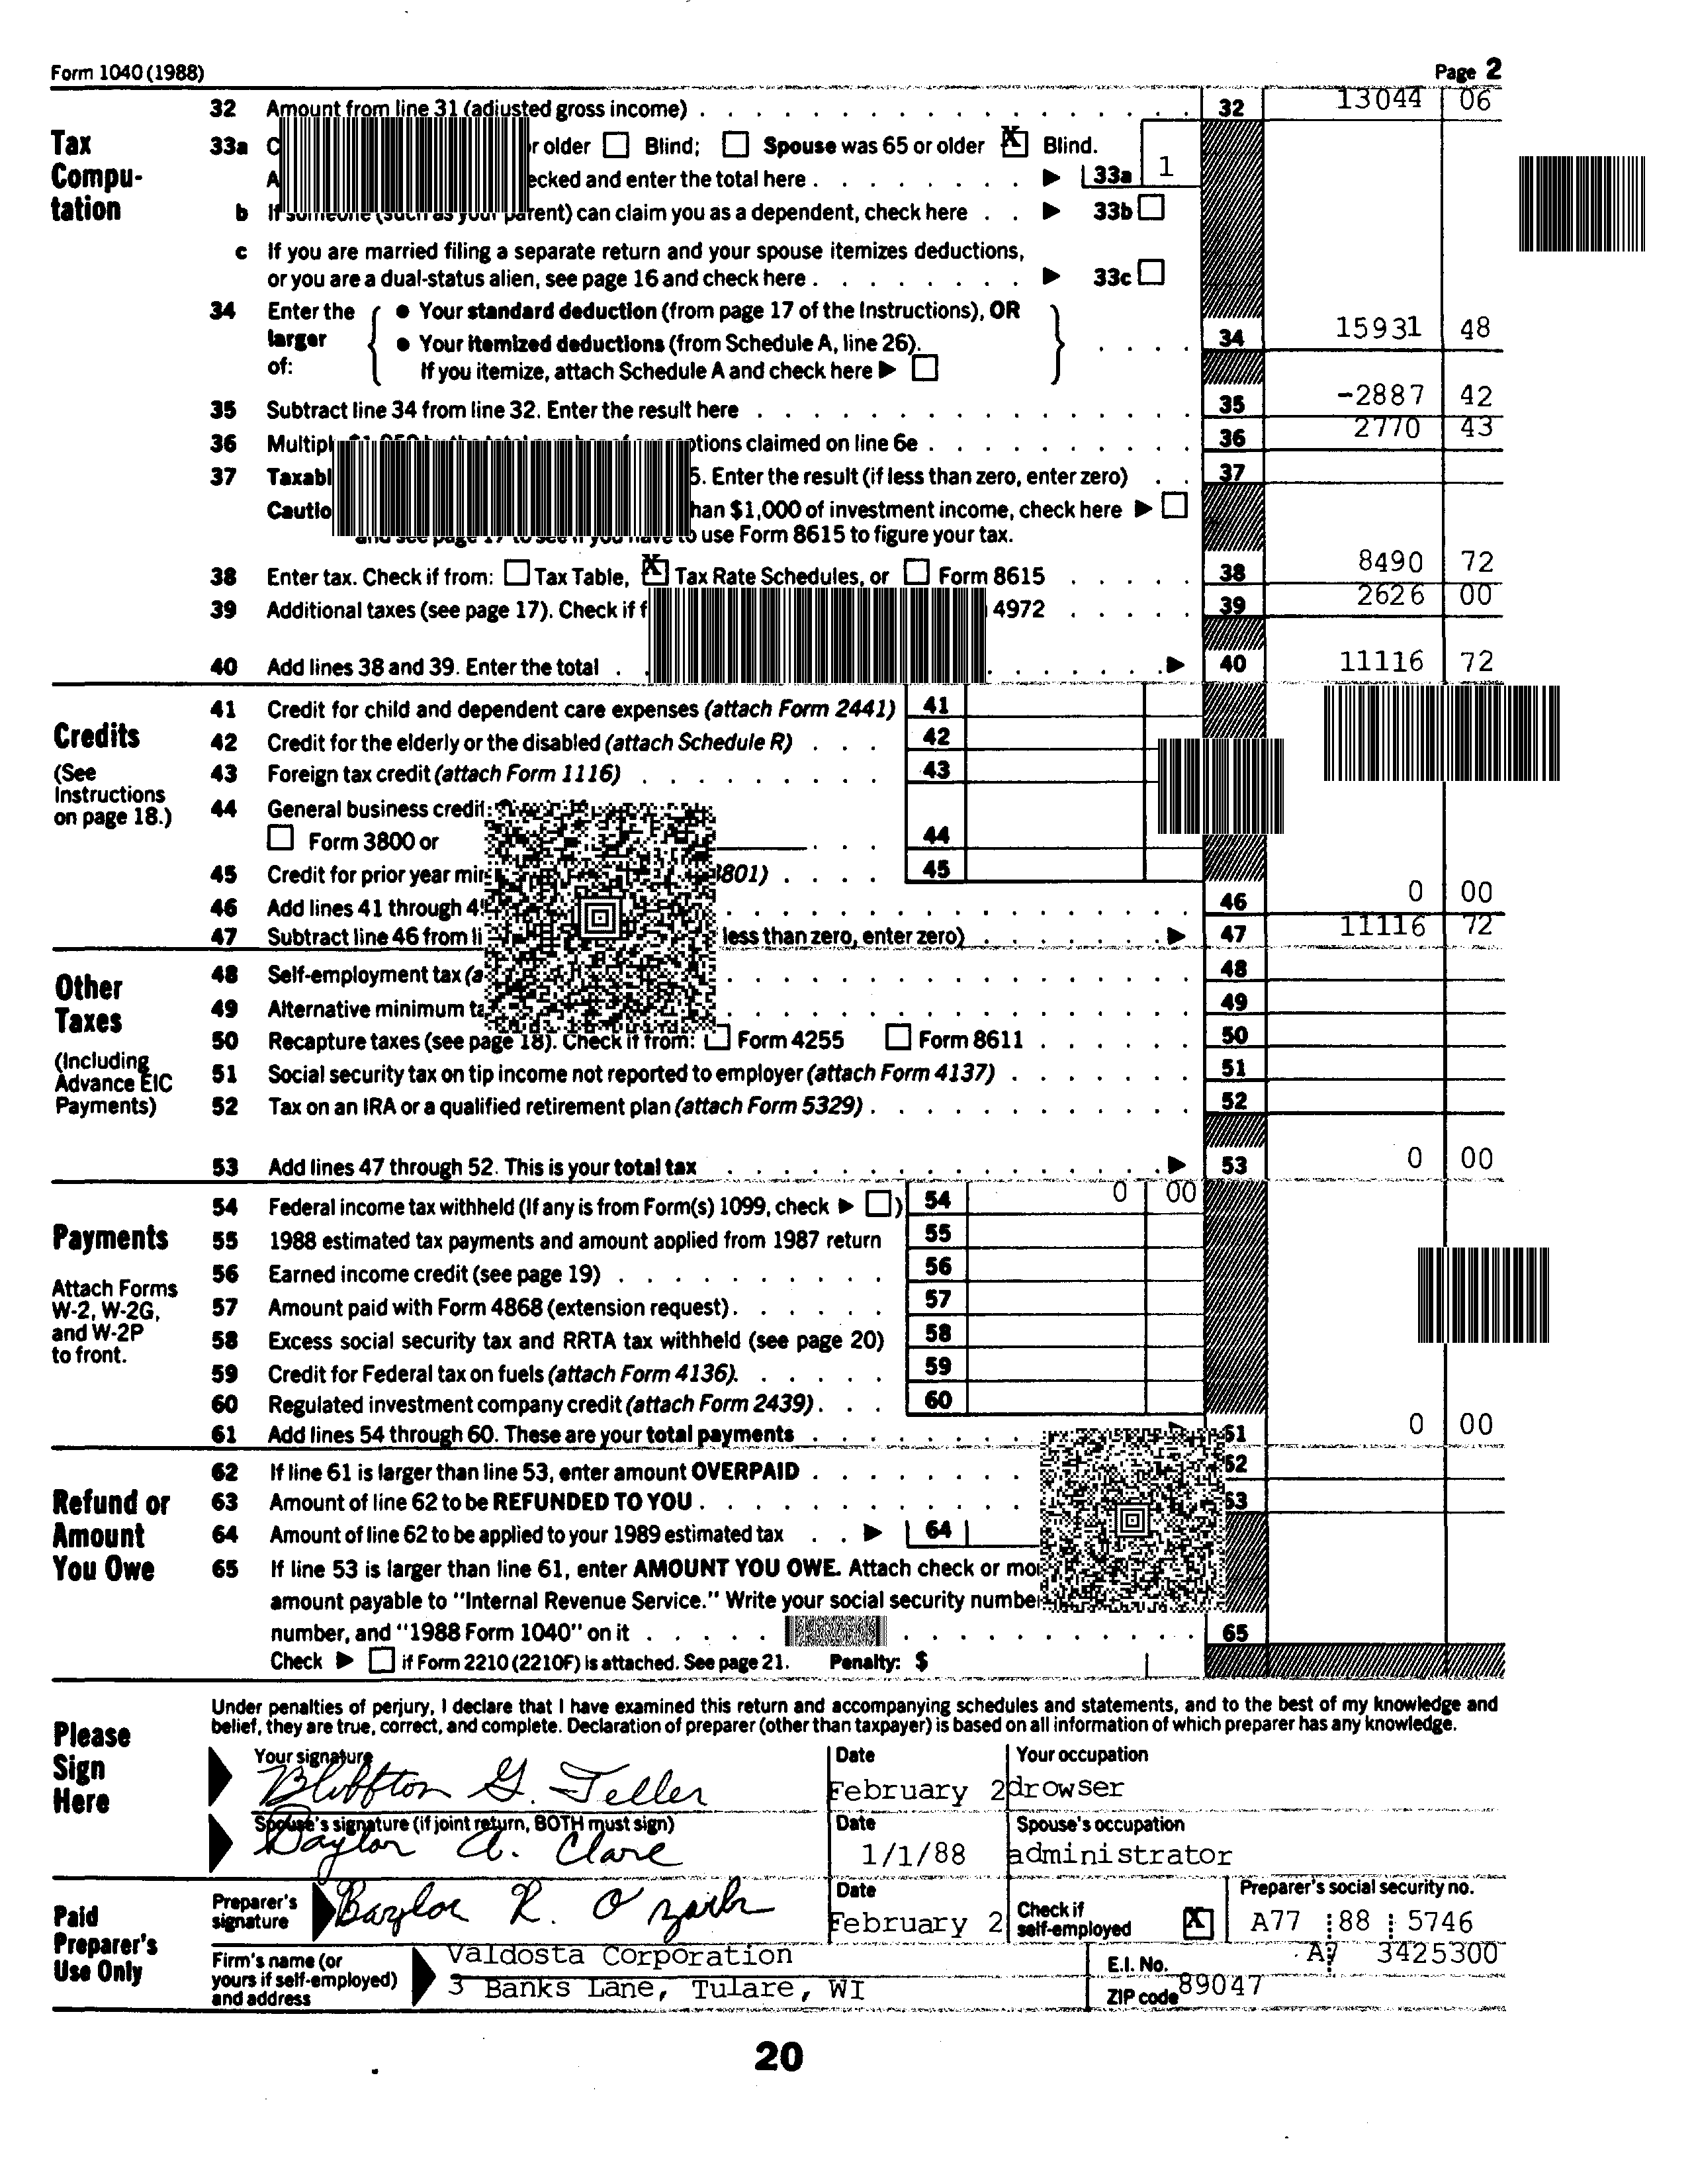 Form 1040 (1988) Page 2
Tax Computation
32 Amount from line 31 (adjusted gross income) 32 13044 06
33a r older Blind; Spouse was 65 or older X Blind.
ecked and enter the total here 33a 1
b If someone (such as your parent) can claim you as a dependent, check here 33b
c If you are married filing a separate return and your spouse itemizes deductions,
or you are a dual-status alien, see page 16 and check here 33c
34 Enter the larger of: • Your standard deduction (from page 17 of the Instructions), OR
• Your itemized deductions (from Schedule A, line 26).
If you itemize, attach Schedule A and check here 34 15931 48
35 Subtract line 34 from line 32. Enter the result here 35 -2887 42
36 Multipl tions claimed on line 6e 36 2770 43
37 Taxabl 5. Enter the result (if less than zero, enter zero) 37
Cautio han $1,000 of investment income, check here
and see page 17 to see if you have to use Form 8615 to figure your tax.
38 Enter tax. Check if from: Tax Table, X Tax Rate Schedules, or Form 8615 38 8490 72
39 Additional taxes (see page 17). Check if f 4972 39 2626 00
40 Add lines 38 and 39. Enter the total 40 11116 72
Credits
(See Instructions on page 18.)
41 Credit for child and dependent care expenses (attach Form 2441) 41
42 Credit for the elderly or the disabled (attach Schedule R) 42
43 Foreign tax credit (attach Form 1116) 43
44 General business credit
Form 3800 or 44
45 Credit for prior year min 8801) 45
46 Add lines 41 through 4 46 0 00
47 Subtract line 46 from li less than zero, enter zero) 47 11116 72
Other Taxes
(Including Advance EIC Payments)
48 Self-employment tax (a 48
49 Alternative minimum ta 49
50 Recapture taxes (see page 18). Check if from: Form 4255 Form 8611 50
51 Social security tax on tip income not reported to employer (attach Form 4137) 51
52 Tax on an IRA or a qualified retirement plan (attach Form 5329) 52
53 Add lines 47 through 52. This is your total tax 53 0 00
Payments
Attach Forms W-2, W-2G, and W-2P to front.
54 Federal income tax withheld (If any is from Form(s) 1099, check ) 54 0 00
55 1988 estimated tax payments and amount applied from 1987 return 55
56 Earned income credit (see page 19) 56
57 Amount paid with Form 4868 (extension request) 57
58 Excess social security tax and RRTA tax withheld (see page 20) 58
59 Credit for Federal tax on fuels (attach Form 4136) 59
60 Regulated investment company credit (attach Form 2439) 60
61 Add lines 54 through 60. These are your total payments 61 0 00
Refund or Amount You Owe
62 If line 61 is larger than line 53, enter amount OVERPAID 62
63 Amount of line 62 to be REFUNDED TO YOU 63
64 Amount of line 62 to be applied to your 1989 estimated tax 64
65 If line 53 is larger than line 61, enter AMOUNT YOU OWE. Attach check or mo
amount payable to "Internal Revenue Service." Write your social security number
number, and "1988 Form 1040" on it 65
Check if Form 2210 (2210F) is attached. See page 21. Penalty: $
Please Sign Here
Under penalties of perjury, I declare that I have examined this return and accompanying schedules and statements, and to the best of my knowledge and
belief, they are true, correct, and complete. Declaration of preparer (other than taxpayer) is based on all information of which preparer has any knowledge.
Your signature Date Your occupation
Bluffton G. Teller February 2 drowser
Spouse's signature (if joint return, BOTH must sign) Date Spouse's occupation
Baylor A. Clare 1/1/88 administrator
Paid Preparer's Use Only
Preparer's signature Baylor R. Ozark Date February 2 Check if self-employed X Preparer's social security no. A77 88 5746
Firm's name (or yours if self-employed) and address Valdosta Corporation E.I. No. A7 3425300
3 Banks Lane, Tulare, WI ZIP code 89047
20